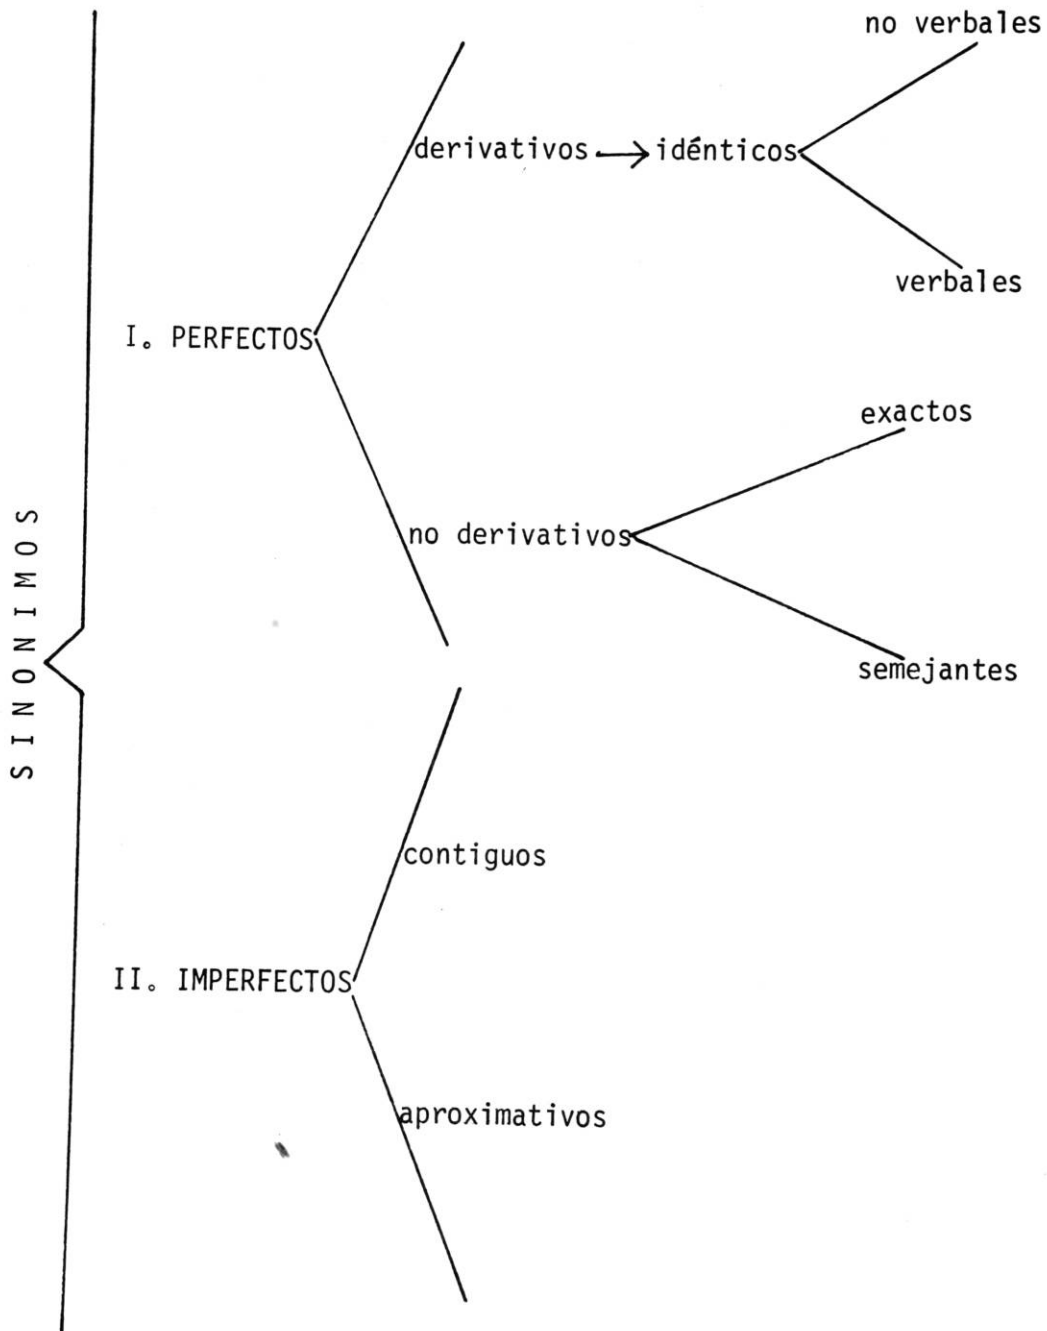 SINONIMOS
I. PERFECTOS
derivativos → idénticos
no verbales
verbales
no derivativos
exactos
semejantes
II. IMPERFECTOS
contiguos
aproximativos